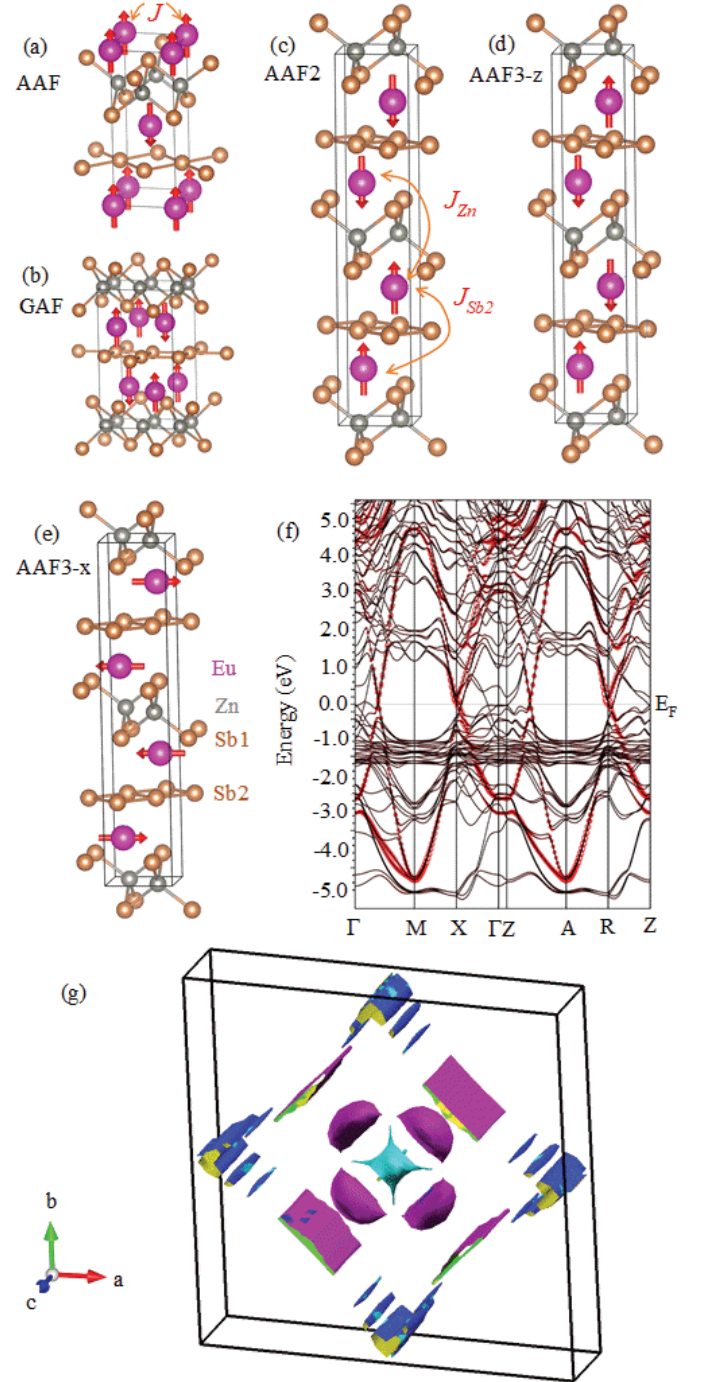 (a)
J
AAF
(b)
GAF
(c)
AAF2
J_Zn
J_Sb2
(d)
AAF3-z
(e)
AAF3-x
Eu
Zn
Sb1
Sb2
(f)
5.0
4.0
3.0
2.0
1.0
0.0
-1.0
-2.0
-3.0
-4.0
-5.0
Energy (eV)
E_F
Γ M X Γ Z A R Z
(g)
b
a
c